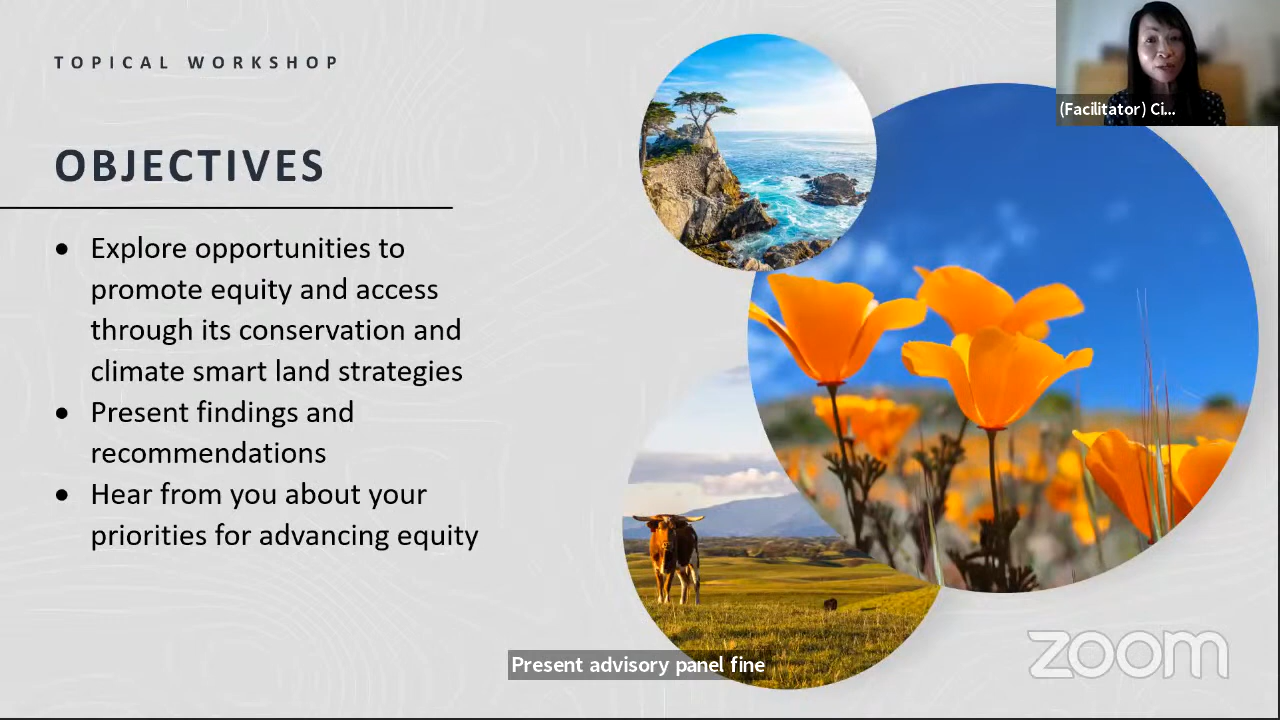 TOPICAL WORKSHOP
OBJECTIVES
• Explore opportunities to
promote equity and access
through its conservation and
climate smart land strategies
• Present findings and
recommendations
• Hear from you about your
priorities for advancing equity
(Facilitator) Ci...
Present advisory panel fine
zoom